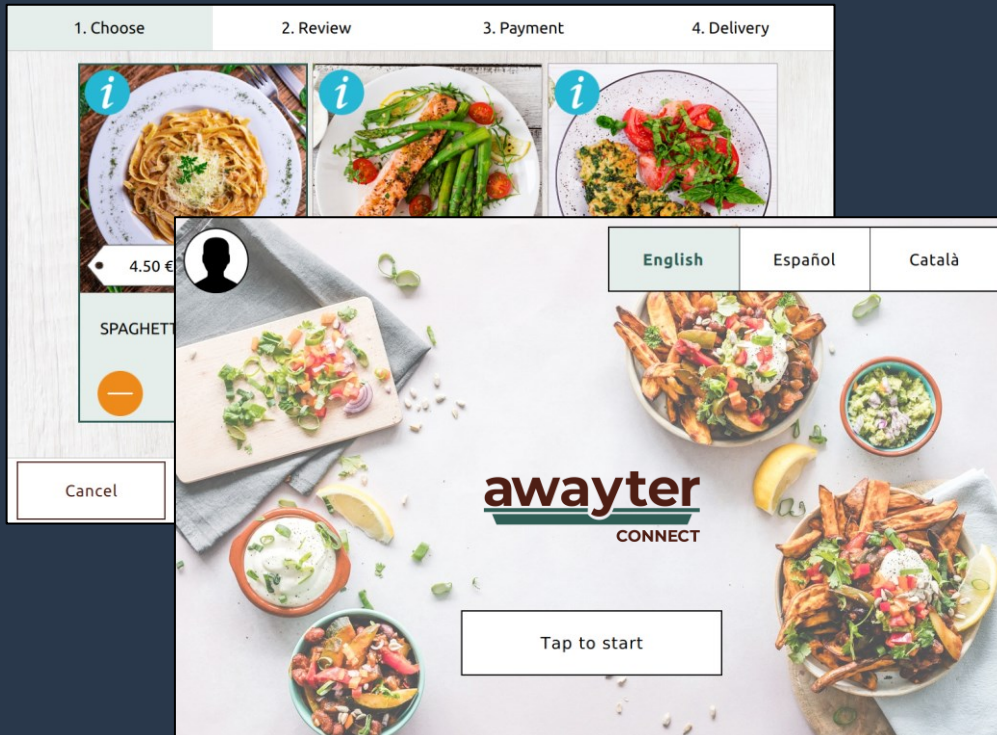 1. Choose
2. Review
3. Payment
4. Delivery
i
i
i
4.50 €
SPAGHETT
Cancel
English
Español
Català
awayter
CONNECT
Tap to start